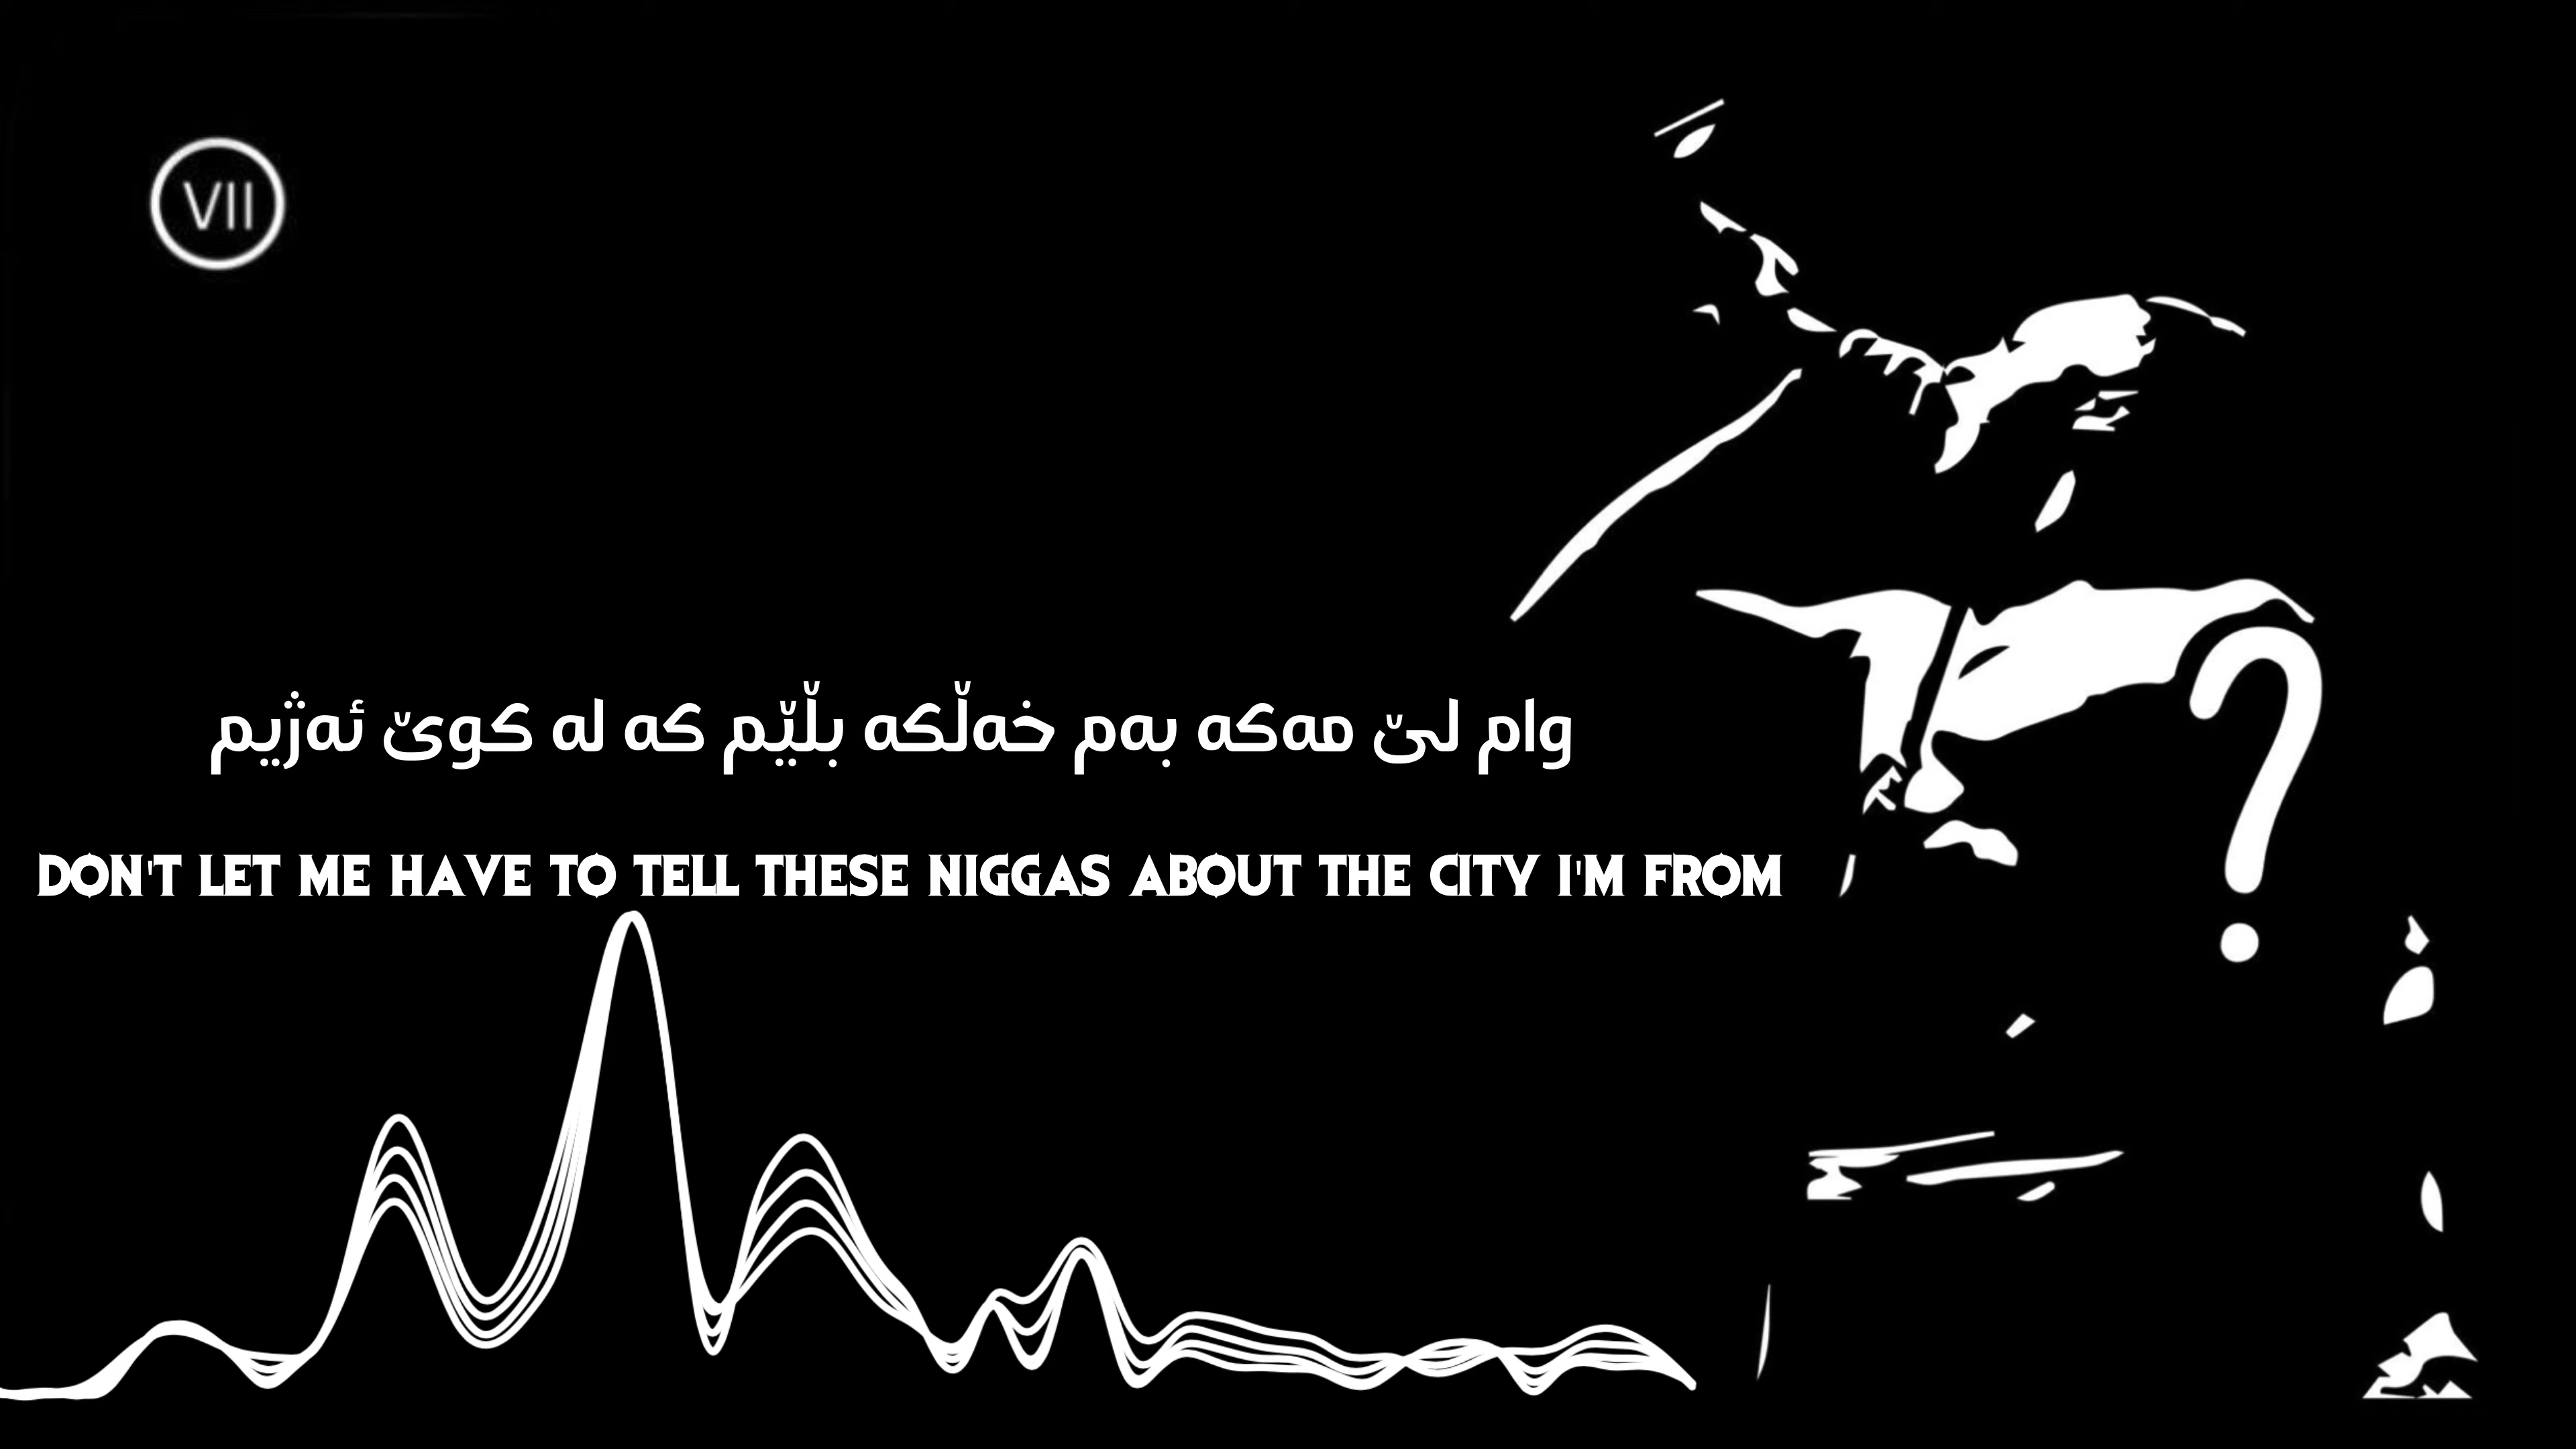 VII
وام لێ مەکە بەم خەڵکە بڵێم کە لە کوێ ئەژیم
DON'T LET ME HAVE TO TELL THESE NIGGAS ABOUT THE CITY I'M FROM
?